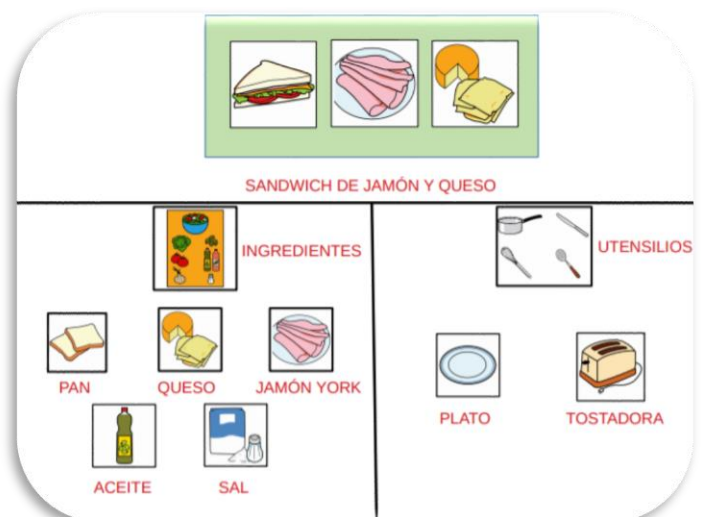 SANDWICH DE JAMÓN Y QUESO
INGREDIENTES
PAN
QUESO
JAMÓN YORK
ACEITE
SAL
UTENSILIOS
PLATO
TOSTADORA